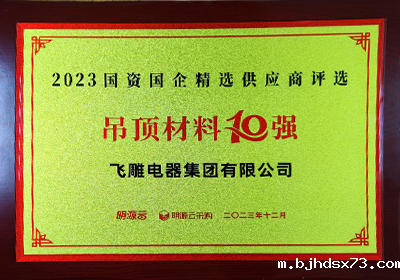 2023国资国企精选供应商评选
吊顶材料10强
飞雕电器集团有限公司
明源云 明源云采购 二〇二三年十二月
m.bjhdsx73.com